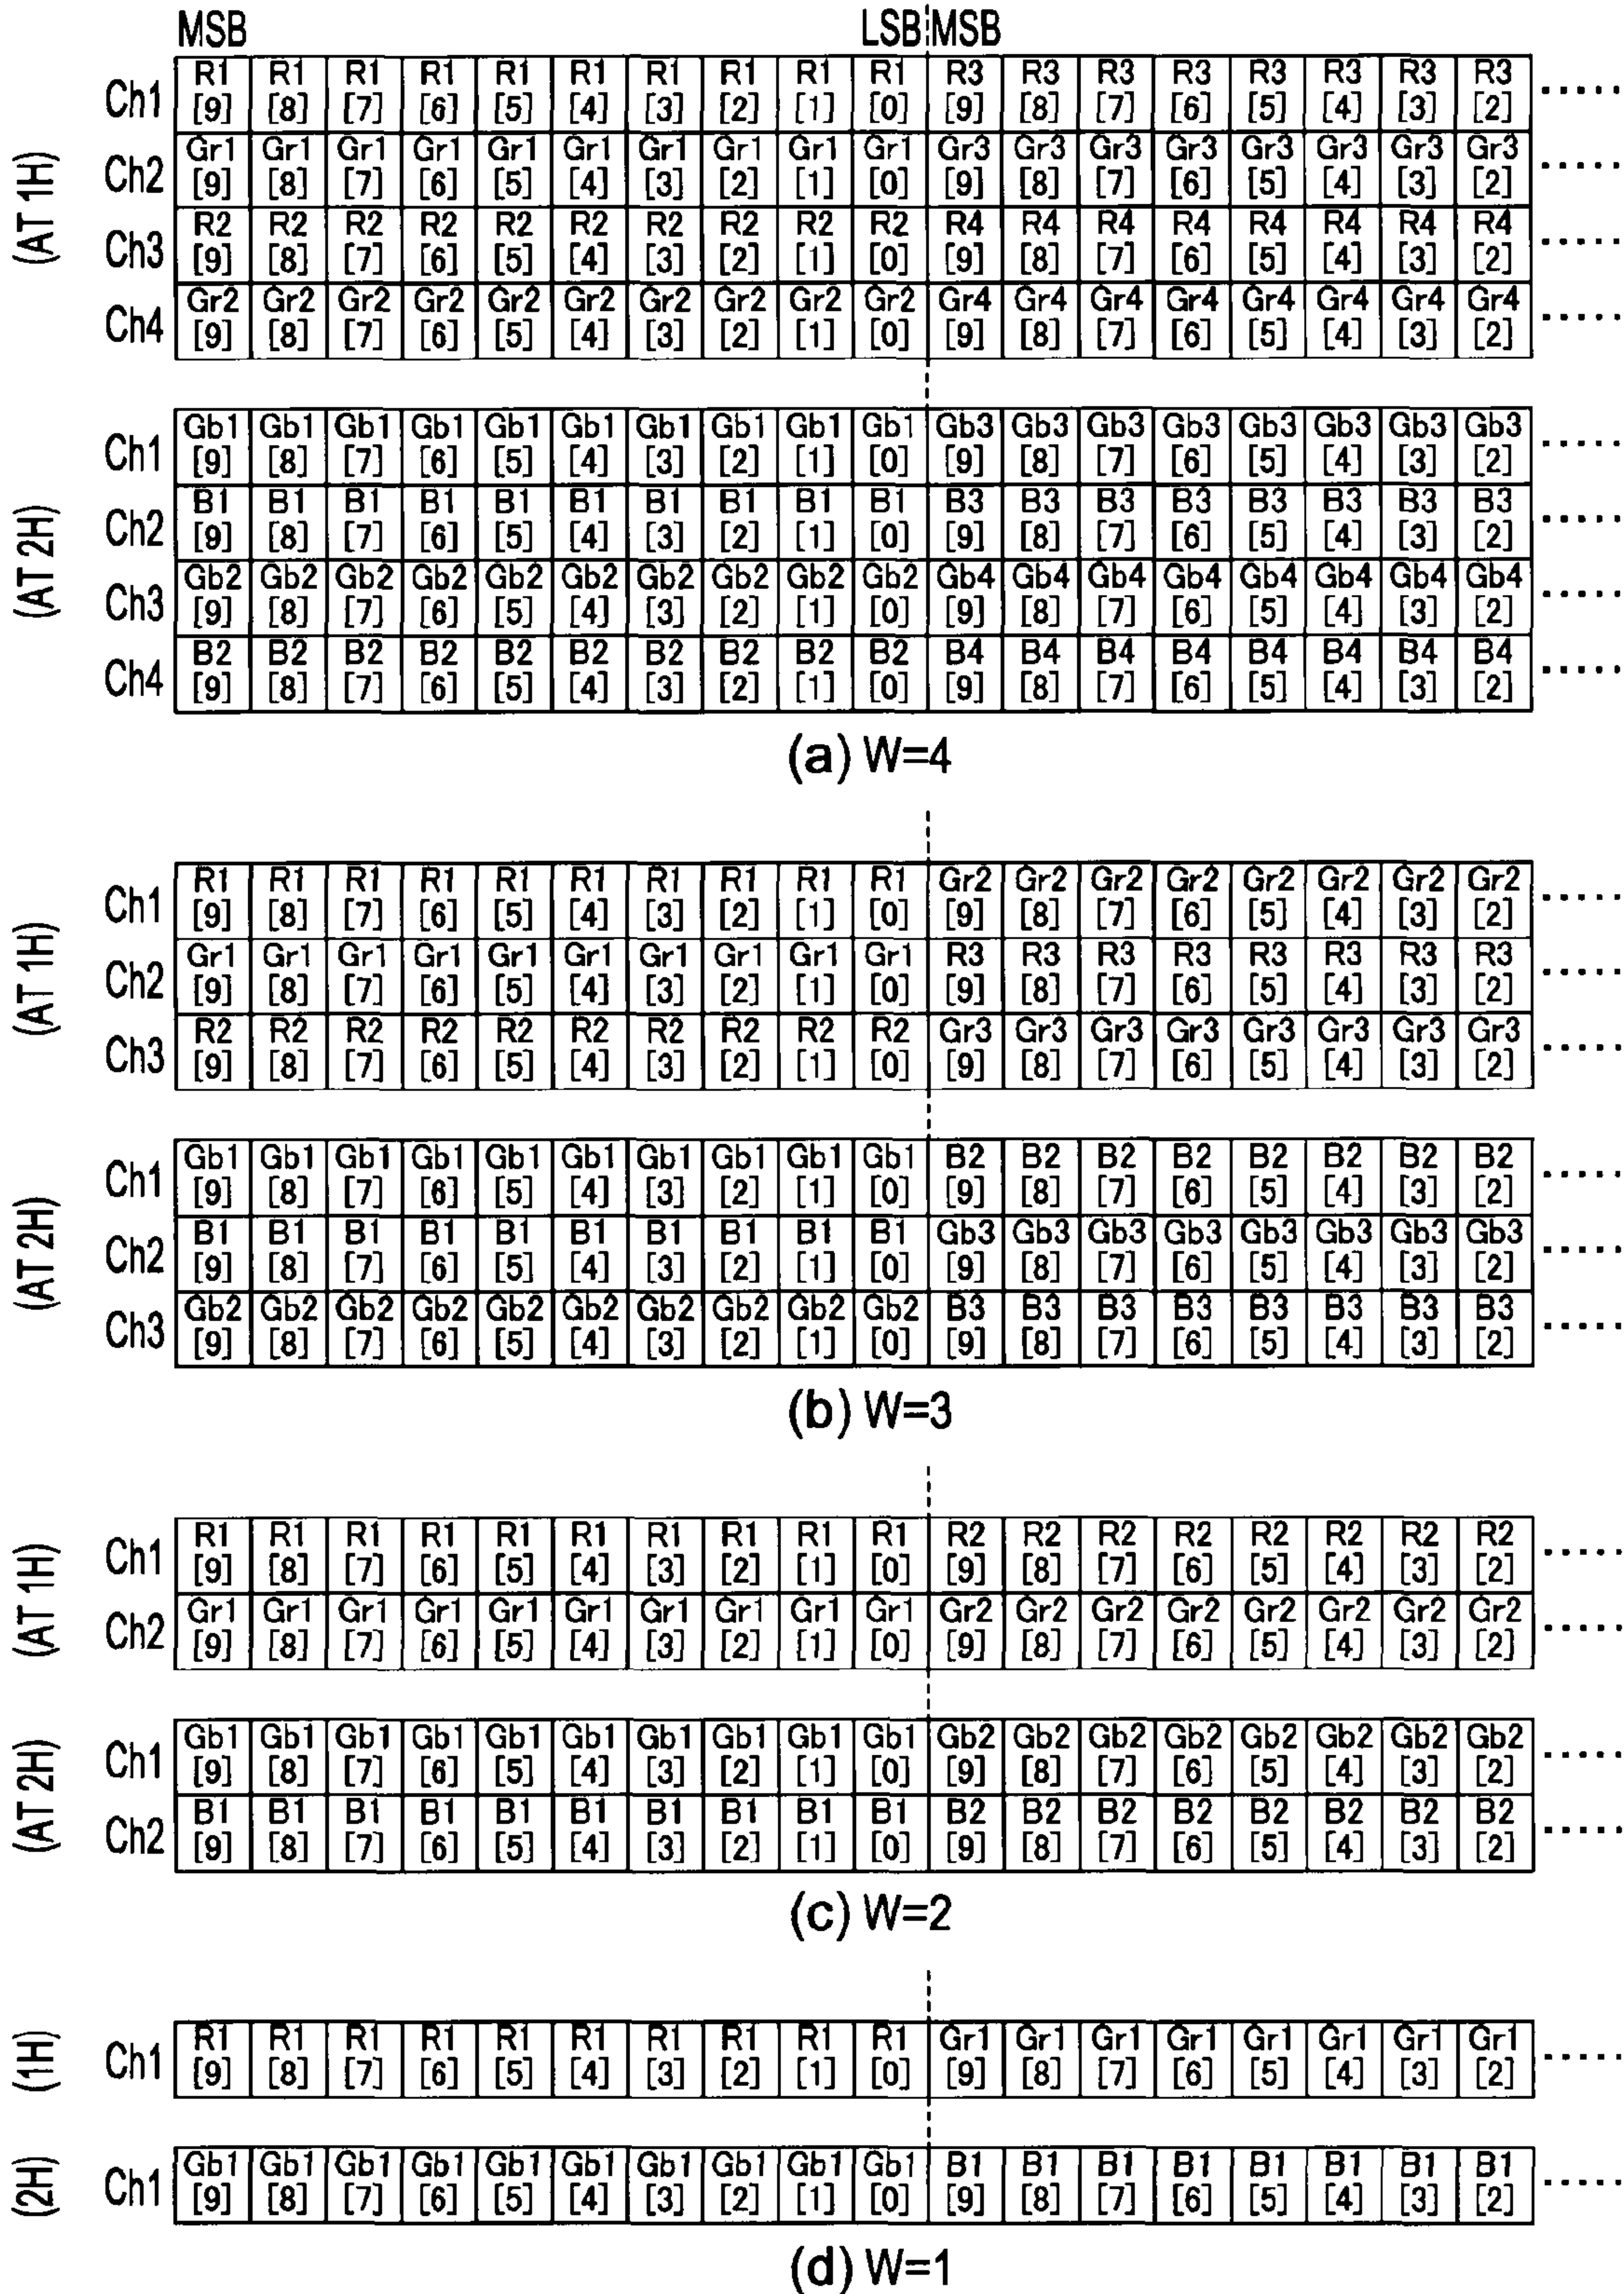 MSB LSB MSB
(AT 1H)
Ch1 R1 R1 R1 R1 R1 R1 R1 R1 R1 R1 R3 R3 R3 R3 R3 R3 R3 R3 .....
[9] [8] [7] [6] [5] [4] [3] [2] [1] [0] [9] [8] [7] [6] [5] [4] [3] [2]
Ch2 Gr1 Gr1 Gr1 Gr1 Gr1 Gr1 Gr1 Gr1 Gr1 Gr1 Gr3 Gr3 Gr3 Gr3 Gr3 Gr3 Gr3 Gr3 .....
[9] [8] [7] [6] [5] [4] [3] [2] [1] [0] [9] [8] [7] [6] [5] [4] [3] [2]
Ch3 R2 R2 R2 R2 R2 R2 R2 R2 R2 R2 R4 R4 R4 R4 R4 R4 R4 R4 .....
[9] [8] [7] [6] [5] [4] [3] [2] [1] [0] [9] [8] [7] [6] [5] [4] [3] [2]
Ch4 Gr2 Gr2 Gr2 Gr2 Gr2 Gr2 Gr2 Gr2 Gr2 Gr2 Gr4 Gr4 Gr4 Gr4 Gr4 Gr4 Gr4 Gr4 .....
[9] [8] [7] [6] [5] [4] [3] [2] [1] [0] [9] [8] [7] [6] [5] [4] [3] [2]
(AT 2H)
Ch1 Gb1 Gb1 Gb1 Gb1 Gb1 Gb1 Gb1 Gb1 Gb1 Gb1 Gb3 Gb3 Gb3 Gb3 Gb3 Gb3 Gb3 Gb3 .....
[9] [8] [7] [6] [5] [4] [3] [2] [1] [0] [9] [8] [7] [6] [5] [4] [3] [2]
Ch2 B1 B1 B1 B1 B1 B1 B1 B1 B1 B1 B3 B3 B3 B3 B3 B3 B3 B3 .....
[9] [8] [7] [6] [5] [4] [3] [2] [1] [0] [9] [8] [7] [6] [5] [4] [3] [2]
Ch3 Gb2 Gb2 Gb2 Gb2 Gb2 Gb2 Gb2 Gb2 Gb2 Gb2 Gb4 Gb4 Gb4 Gb4 Gb4 Gb4 Gb4 Gb4 .....
[9] [8] [7] [6] [5] [4] [3] [2] [1] [0] [9] [8] [7] [6] [5] [4] [3] [2]
Ch4 B2 B2 B2 B2 B2 B2 B2 B2 B2 B2 B4 B4 B4 B4 B4 B4 B4 B4 .....
[9] [8] [7] [6] [5] [4] [3] [2] [1] [0] [9] [8] [7] [6] [5] [4] [3] [2]
(a) W=4
(AT 1H)
Ch1 R1 R1 R1 R1 R1 R1 R1 R1 R1 R1 Gr2 Gr2 Gr2 Gr2 Gr2 Gr2 Gr2 Gr2 .....
[9] [8] [7] [6] [5] [4] [3] [2] [1] [0] [9] [8] [7] [6] [5] [4] [3] [2]
Ch2 Gr1 Gr1 Gr1 Gr1 Gr1 Gr1 Gr1 Gr1 Gr1 Gr1 R3 R3 R3 R3 R3 R3 R3 R3 .....
[9] [8] [7] [6] [5] [4] [3] [2] [1] [0] [9] [8] [7] [6] [5] [4] [3] [2]
Ch3 R2 R2 R2 R2 R2 R2 R2 R2 R2 R2 Gr3 Gr3 Gr3 Gr3 Gr3 Gr3 Gr3 Gr3 .....
[9] [8] [7] [6] [5] [4] [3] [2] [1] [0] [9] [8] [7] [6] [5] [4] [3] [2]
(AT 2H)
Ch1 Gb1 Gb1 Gb1 Gb1 Gb1 Gb1 Gb1 Gb1 Gb1 Gb1 B2 B2 B2 B2 B2 B2 B2 B2 .....
[9] [8] [7] [6] [5] [4] [3] [2] [1] [0] [9] [8] [7] [6] [5] [4] [3] [2]
Ch2 B1 B1 B1 B1 B1 B1 B1 B1 B1 B1 Gb3 Gb3 Gb3 Gb3 Gb3 Gb3 Gb3 Gb3 .....
[9] [8] [7] [6] [5] [4] [3] [2] [1] [0] [9] [8] [7] [6] [5] [4] [3] [2]
Ch3 Gb2 Gb2 Gb2 Gb2 Gb2 Gb2 Gb2 Gb2 Gb2 Gb2 B3 B3 B3 B3 B3 B3 B3 B3 .....
[9] [8] [7] [6] [5] [4] [3] [2] [1] [0] [9] [8] [7] [6] [5] [4] [3] [2]
(b) W=3
(AT 1H)
Ch1 R1 R1 R1 R1 R1 R1 R1 R1 R1 R1 R2 R2 R2 R2 R2 R2 R2 R2 .....
[9] [8] [7] [6] [5] [4] [3] [2] [1] [0] [9] [8] [7] [6] [5] [4] [3] [2]
Ch2 Gr1 Gr1 Gr1 Gr1 Gr1 Gr1 Gr1 Gr1 Gr1 Gr1 Gr2 Gr2 Gr2 Gr2 Gr2 Gr2 Gr2 Gr2 .....
[9] [8] [7] [6] [5] [4] [3] [2] [1] [0] [9] [8] [7] [6] [5] [4] [3] [2]
(AT 2H)
Ch1 Gb1 Gb1 Gb1 Gb1 Gb1 Gb1 Gb1 Gb1 Gb1 Gb1 Gb2 Gb2 Gb2 Gb2 Gb2 Gb2 Gb2 Gb2 .....
[9] [8] [7] [6] [5] [4] [3] [2] [1] [0] [9] [8] [7] [6] [5] [4] [3] [2]
Ch2 B1 B1 B1 B1 B1 B1 B1 B1 B1 B1 B2 B2 B2 B2 B2 B2 B2 B2 .....
[9] [8] [7] [6] [5] [4] [3] [2] [1] [0] [9] [8] [7] [6] [5] [4] [3] [2]
(c) W=2
(1H)
Ch1 R1 R1 R1 R1 R1 R1 R1 R1 R1 R1 Gr1 Gr1 Gr1 Gr1 Gr1 Gr1 Gr1 Gr1 .....
[9] [8] [7] [6] [5] [4] [3] [2] [1] [0] [9] [8] [7] [6] [5] [4] [3] [2]
(2H)
Ch1 Gb1 Gb1 Gb1 Gb1 Gb1 Gb1 Gb1 Gb1 Gb1 Gb1 B1 B1 B1 B1 B1 B1 B1 B1 .....
[9] [8] [7] [6] [5] [4] [3] [2] [1] [0] [9] [8] [7] [6] [5] [4] [3] [2]
(d) W=1